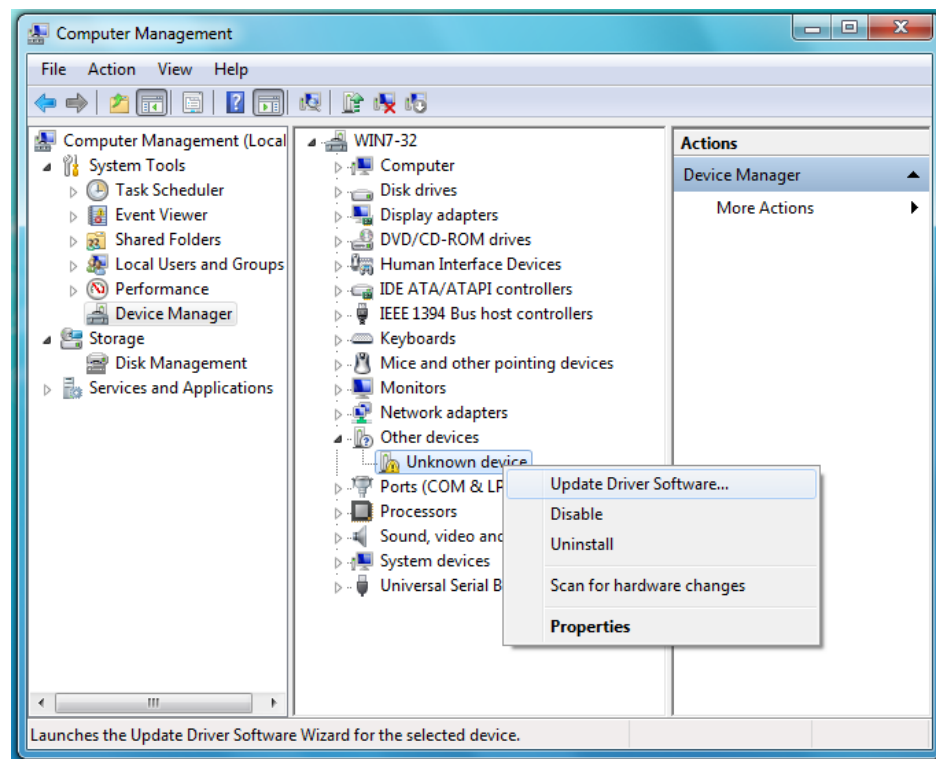 Computer Management
File Action View Help
Computer Management (Local
System Tools
Task Scheduler
Event Viewer
Shared Folders
Local Users and Groups
Performance
Device Manager
Storage
Disk Management
Services and Applications
WIN7-32
Computer
Disk drives
Display adapters
DVD/CD-ROM drives
Human Interface Devices
IDE ATA/ATAPI controllers
IEEE 1394 Bus host controllers
Keyboards
Mice and other pointing devices
Monitors
Network adapters
Other devices
Unknown device
Ports (COM & LP
Processors
Sound, video and
System devices
Universal Serial B
Update Driver Software...
Disable
Uninstall
Scan for hardware changes
Properties
Actions
Device Manager
More Actions
Launches the Update Driver Software Wizard for the selected device.